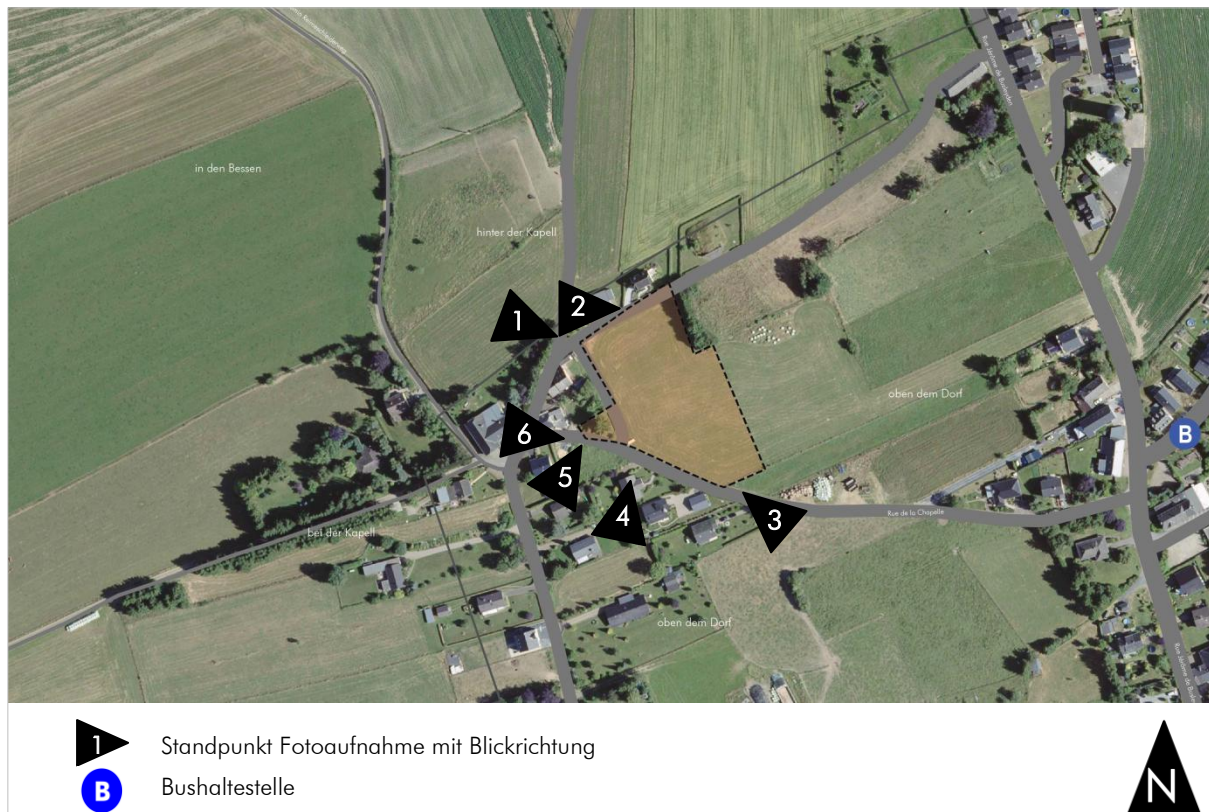 in den Bessen
hinter der Kapell
1
2
oben dem Dorf
B
6
5
4
3
Rue de la Chapelle
bei der Kapell
oben dem Dorf
1 Standpunkt Fotoaufnahme mit Blickrichtung
B Bushaltestelle
N